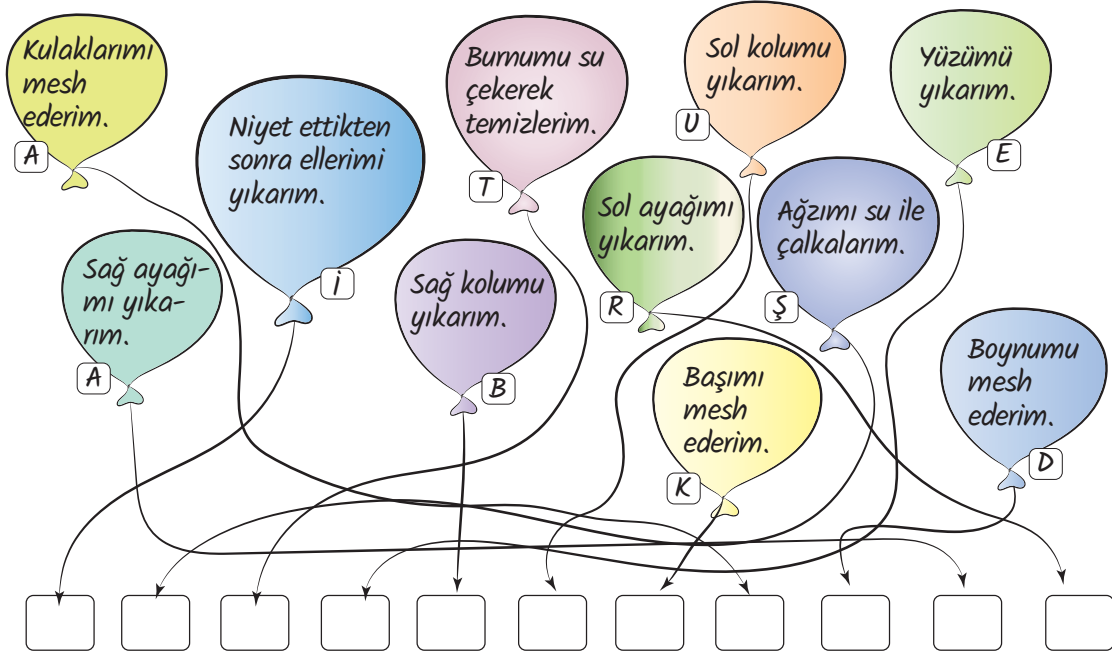 Kulaklarımı
mesh
ederim.
A
Niyet ettikten
sonra ellerimi
yıkarım.
İ
Burnumu su
çekerek
temizlerim.
T
Sol kolumu
yıkarım.
U
Yüzümü
yıkarım.
E
Sağ ayağı-
mı yıka-
rım.
A
Sağ kolumu
yıkarım.
B
Sol ayağımı
yıkarım.
R
Ağzımı su ile
çalkalarım.
Ş
Başımı
mesh
ederim.
K
Boynumu
mesh
ederim.
D